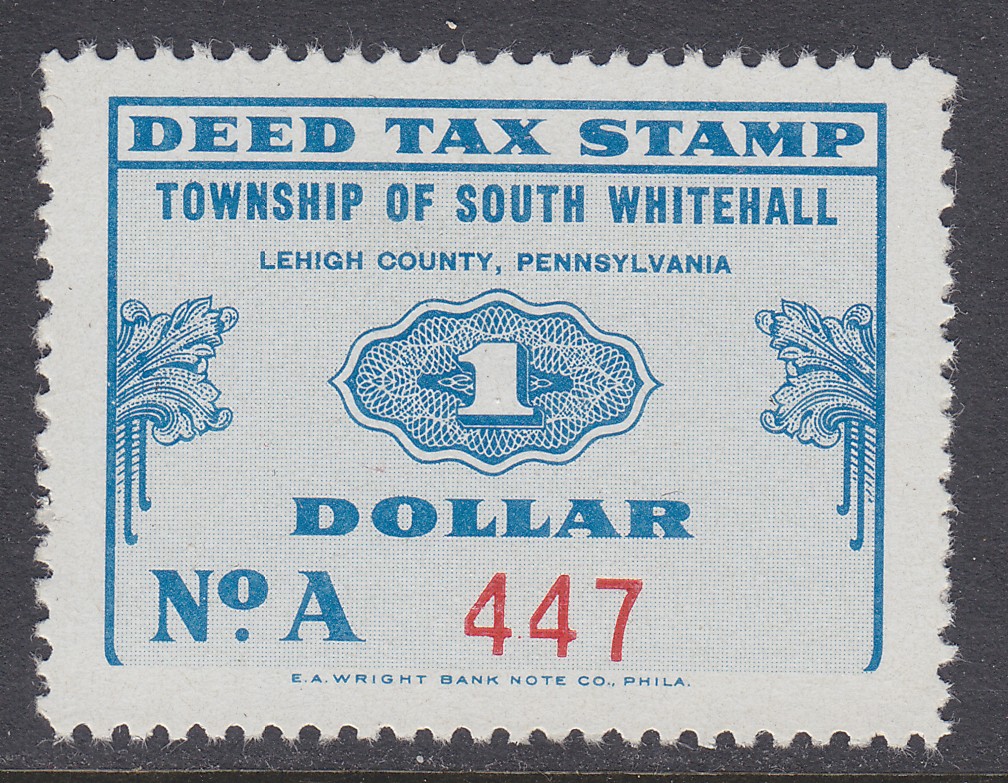 DEED TAX STAMP
TOWNSHIP OF SOUTH WHITEHALL
LEHIGH COUNTY, PENNSYLVANIA
1
DOLLAR
No. A 447
E.A. WRIGHT BANK NOTE CO., PHILA.